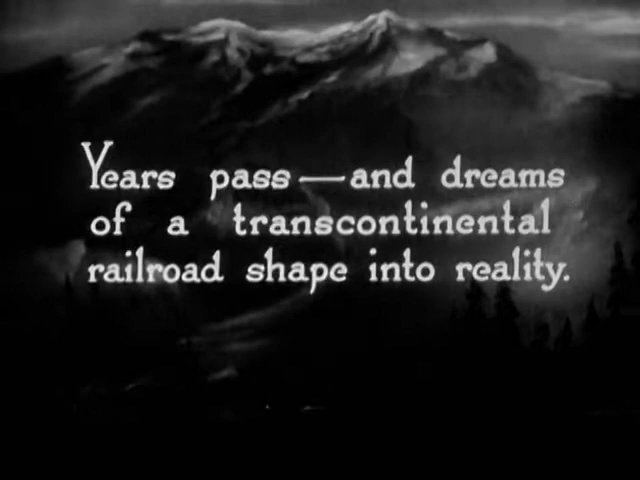 Years pass—and dreams
of a transcontinental
railroad shape into reality.